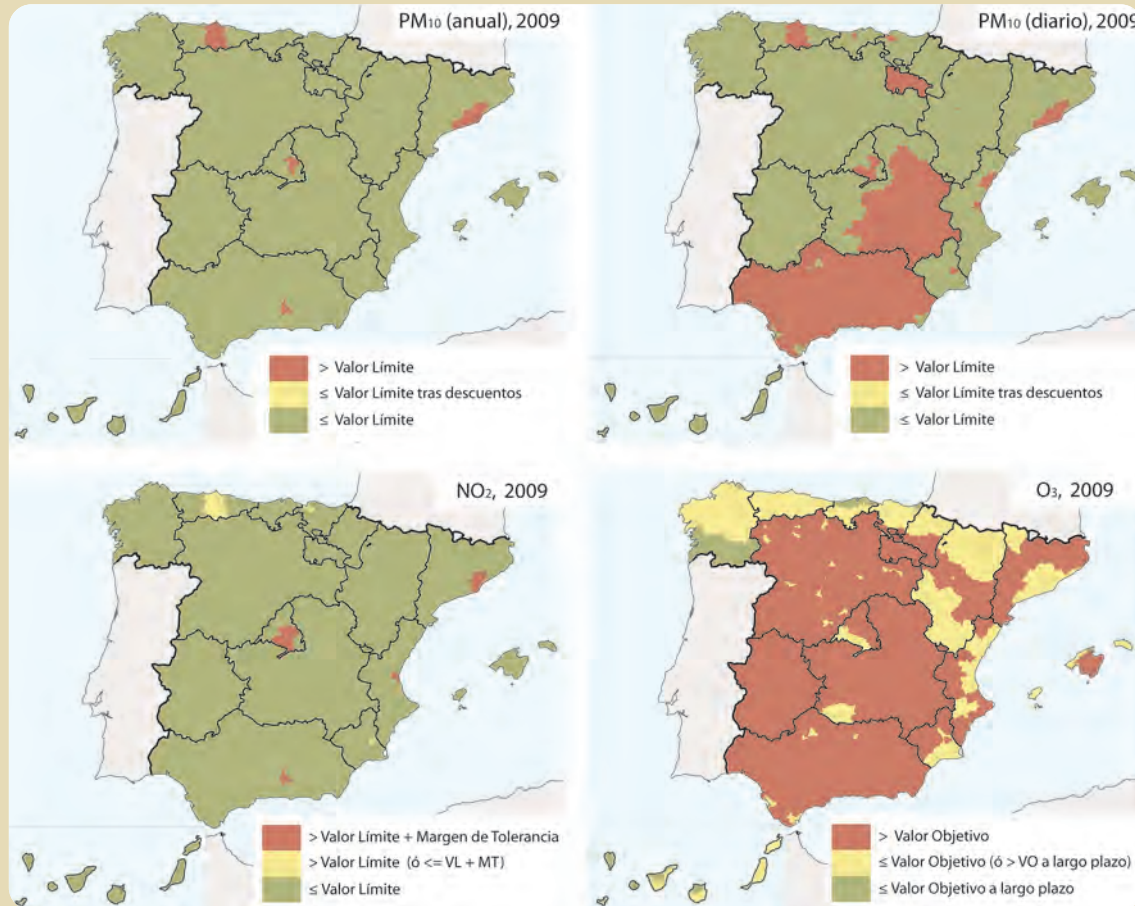 PM10 (anual), 2009
> Valor Límite
≤ Valor Límite tras descuentos
≤ Valor Límite
PM10 (diario), 2009
> Valor Límite
≤ Valor Límite tras descuentos
≤ Valor Límite
NO2, 2009
> Valor Límite + Margen de Tolerancia
> Valor Límite (ó <= VL + MT)
≤ Valor Límite
O3, 2009
> Valor Objetivo
≤ Valor Objetivo (ó > VO a largo plazo)
≤ Valor Objetivo a largo plazo